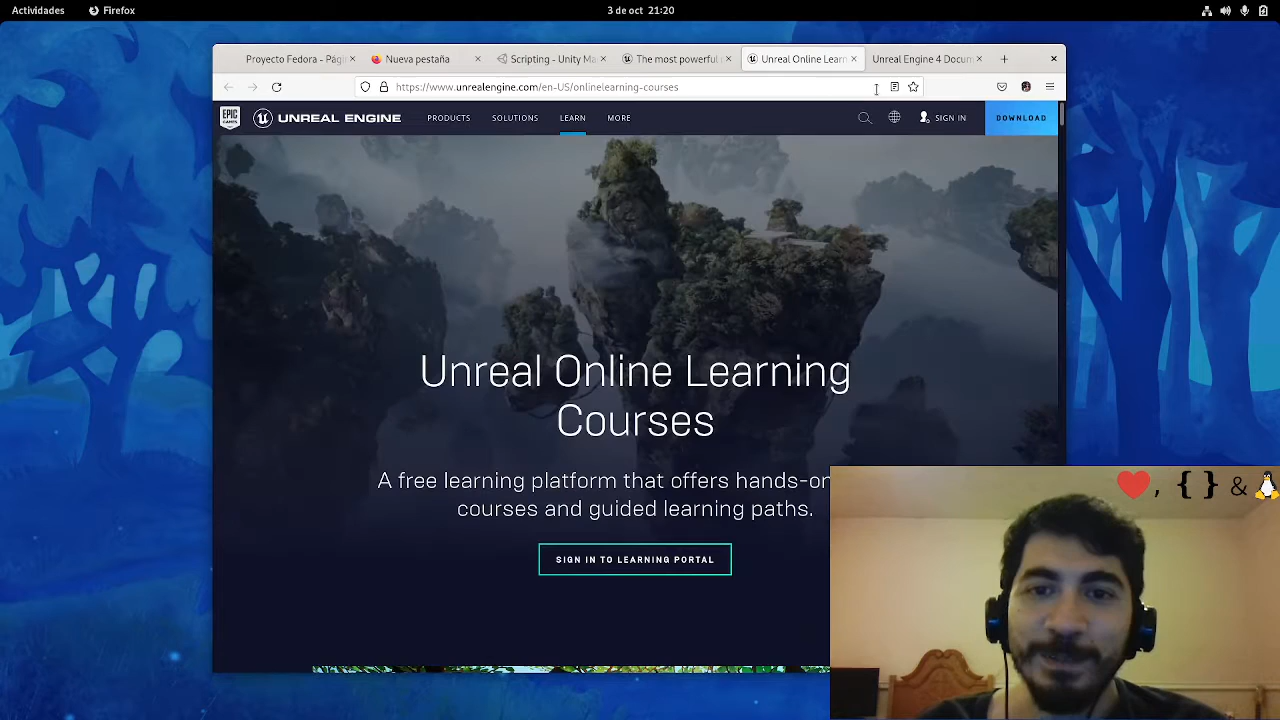 Actividades Firefox 3 de oct 21:20
Proyecto Fedora - Pági Nueva pestaña Scripting - Unity Ma The most powerful Unreal Online Learn Unreal Engine 4 Docum
https://www.unrealengine.com/en-US/onlinelearning-courses
EPIC GAMES UNREAL ENGINE PRODUCTS SOLUTIONS LEARN MORE SIGN IN DOWNLOAD
Unreal Online Learning
Courses
A free learning platform that offers hands-on
courses and guided learning paths.
SIGN IN TO LEARNING PORTAL
, { } &